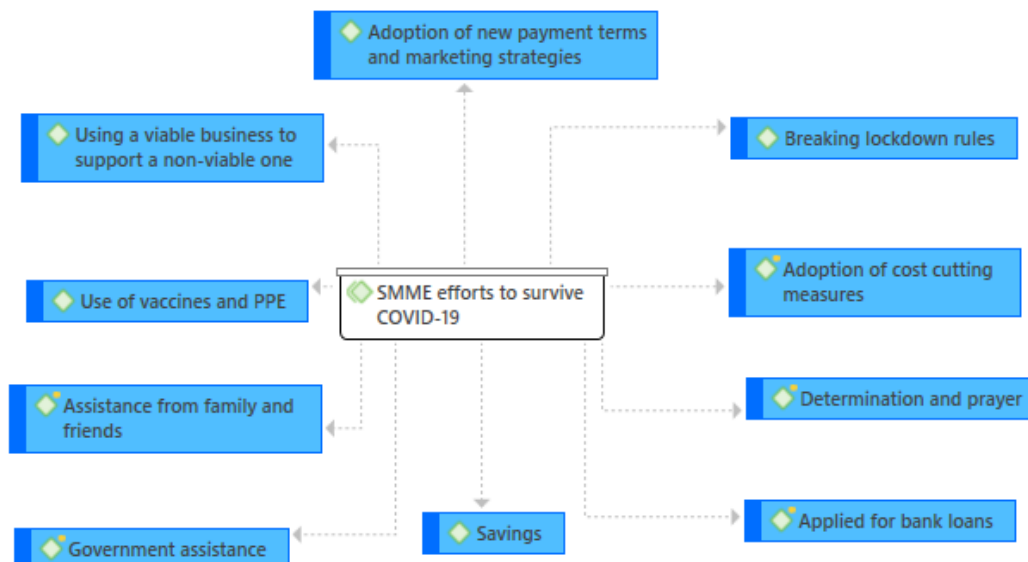 Adoption of new payment terms
and marketing strategies
Using a viable business to
support a non-viable one
Breaking lockdown rules
Use of vaccines and PPE
SMME efforts to survive
COVID-19
Adoption of cost cutting
measures
Assistance from family and
friends
Determination and prayer
Government assistance
Savings
Applied for bank loans